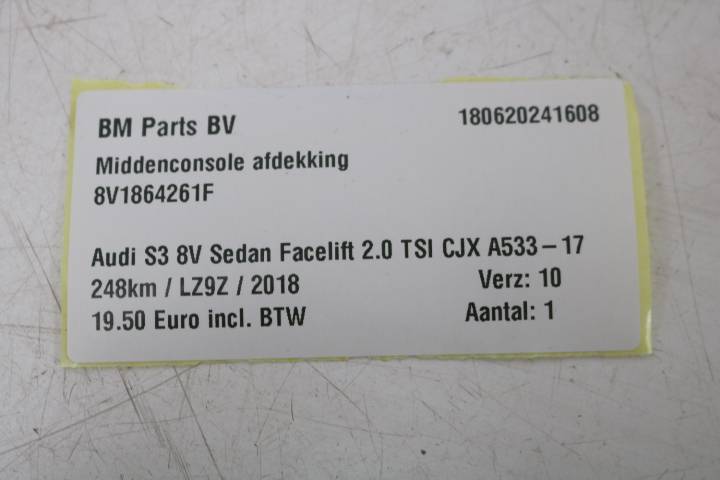 BM Parts BV 180620241608
Middenconsole afdekking
8V1864261F
Audi S3 8V Sedan Facelift 2.0 TSI CJX A533-17
248km / LZ9Z / 2018 Verz: 10
19.50 Euro incl. BTW Aantal: 1